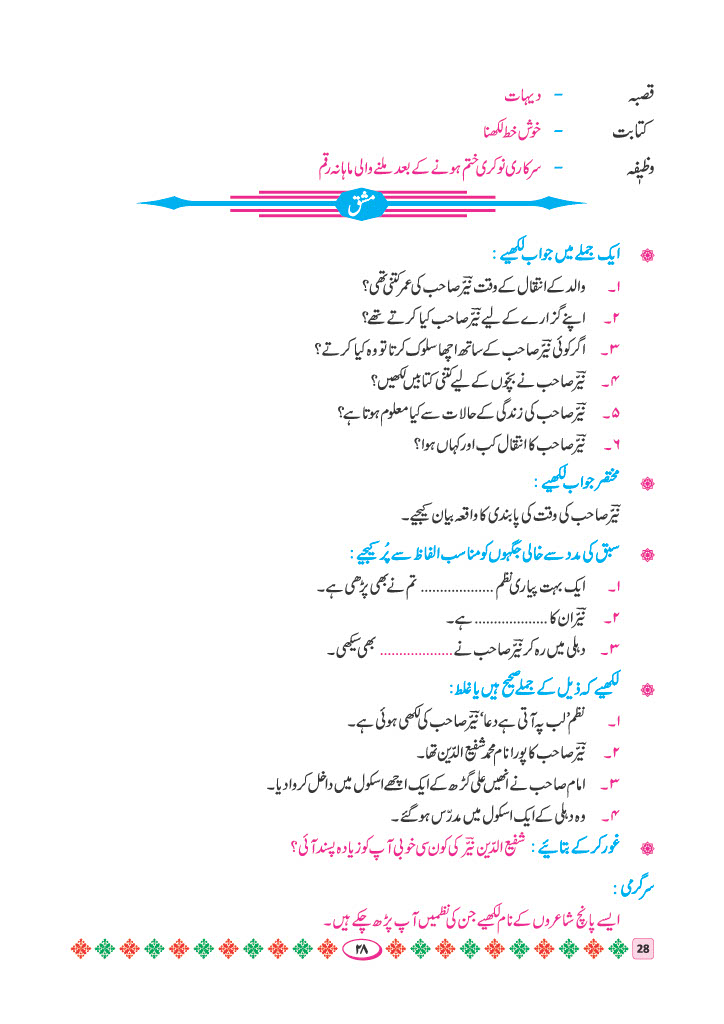 قصبہ – دیہات
کتابت – خوش خط لکھنا
وظیفہ – سرکاری نوکری ختم ہونے کے بعد ملنے والی ماہانہ رقم
مشق
ایک جملے میں جواب لکھیے :
۱۔ والد کے انتقال کے وقت نیّر صاحب کی عمر کتنی تھی؟
۲۔ اپنے گزارے کے لیے نیّر صاحب کیا کرتے تھے؟
۳۔ اگر کوئی نیّر صاحب کے ساتھ اچھا سلوک کرتا تو وہ کیا کرتے؟
۴۔ نیّر صاحب نے بچّوں کے لیے کتنی کتابیں لکھیں؟
۵۔ نیّر صاحب کی زندگی کے حالات سے کیا معلوم ہوتا ہے؟
۶۔ نیّر صاحب کا انتقال کب اور کہاں ہوا؟
مختصر جواب لکھیے :
نیّر صاحب کی وقت کی پابندی کا واقعہ بیان کیجیے۔
سبق کی مدد سے خالی جگہوں کو مناسب الفاظ سے پُر کیجیے :
۱۔ ایک بہت پیاری نظم ................... تم نے بھی پڑھی ہے۔
۲۔ نیّر ان کا ................... ہے۔
۳۔ دہلی میں رہ کر نیّر صاحب نے ................... بھی سیکھی۔
لکھیے کہ ذیل کے جملے صحیح ہیں یا غلط:
۱۔ نظم ’لب پہ آتی ہے دعا‘ نیّر صاحب کی لکھی ہوئی ہے۔
۲۔ نیّر صاحب کا پورا نام محمد شفیع الدّین تھا۔
۳۔ امام صاحب نے انھیں علی گڑھ کے ایک اچھے اسکول میں داخل کروا دیا۔
۴۔ وہ دہلی کے ایک اسکول میں مدرّس ہوگئے۔
غور کرکے بتائیے : شفیع الدّین نیّر کی کون سی خوبی آپ کو زیادہ پسند آئی؟
سرگرمی :
ایسے پانچ شاعروں کے نام لکھیے جن کی نظمیں آپ پڑھ چکے ہیں۔
28
۲۸